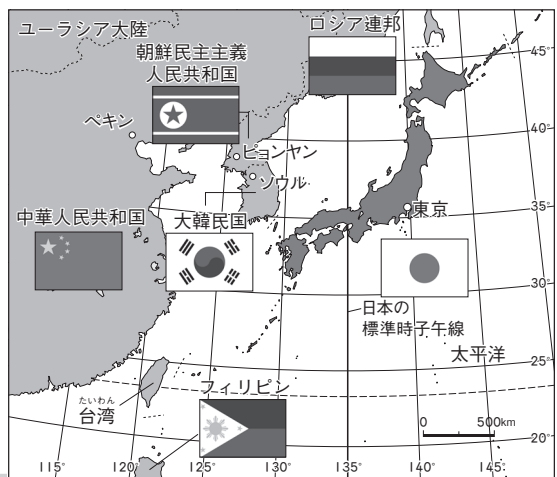 ユーラシア大陸
ロシア連邦
朝鮮民主主義
人民共和国
45°
ペキン
40°
ピョンヤン
ソウル
東京
35°
中華人民共和国
大韓民国
30°
日本の
標準時子午線
太平洋
25°
フィリピン
たいわん
台湾
0 500km
20°
115° 120° 125° 130° 135° 140° 145°